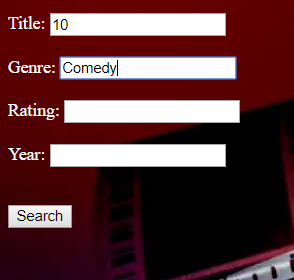 Title: 10
Genre: Comedy
Rating:
Year:
Search